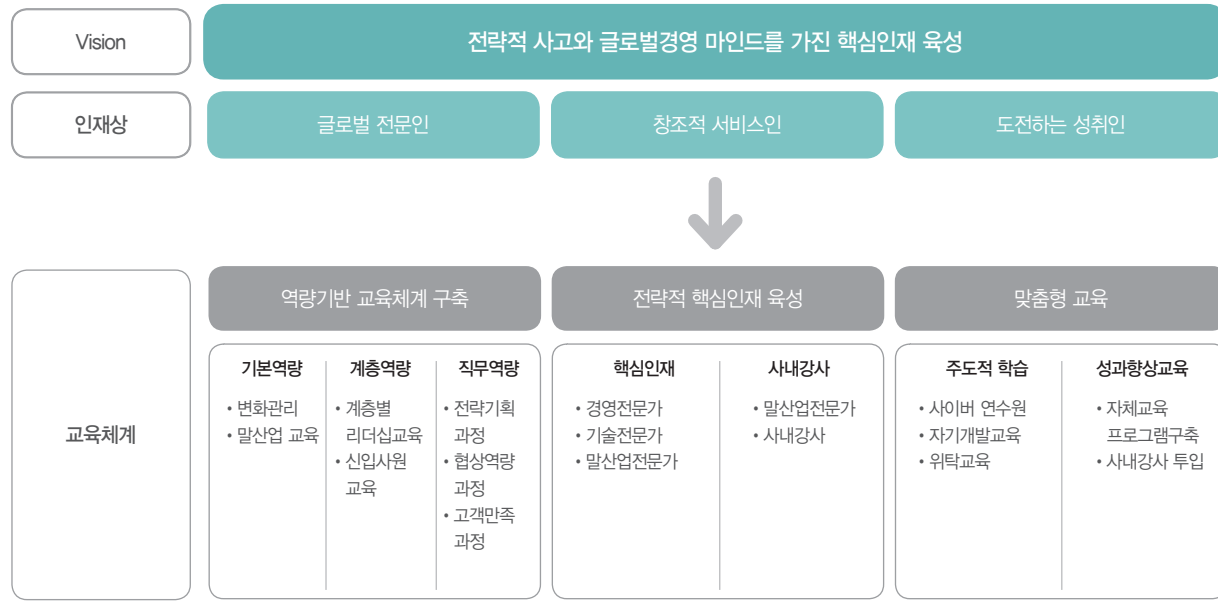 Vision
전략적 사고와 글로벌경영 마인드를 가진 핵심인재 육성
인재상
글로벌 전문인
창조적 서비스인
도전하는 성취인
교육체계
역량기반 교육체계 구축
기본역량
• 변화관리
• 말산업 교육
계층역량
• 계층별
리더십교육
• 신입사원
교육
직무역량
• 전략기획
과정
• 협상역량
과정
• 고객만족
과정
전략적 핵심인재 육성
핵심인재
• 경영전문가
• 기술전문가
• 말산업전문가
사내강사
• 말산업전문가
• 사내강사
맞춤형 교육
주도적 학습
• 사이버 연수원
• 자기개발교육
• 위탁교육
성과향상교육
• 자체교육
프로그램구축
• 사내강사 투입